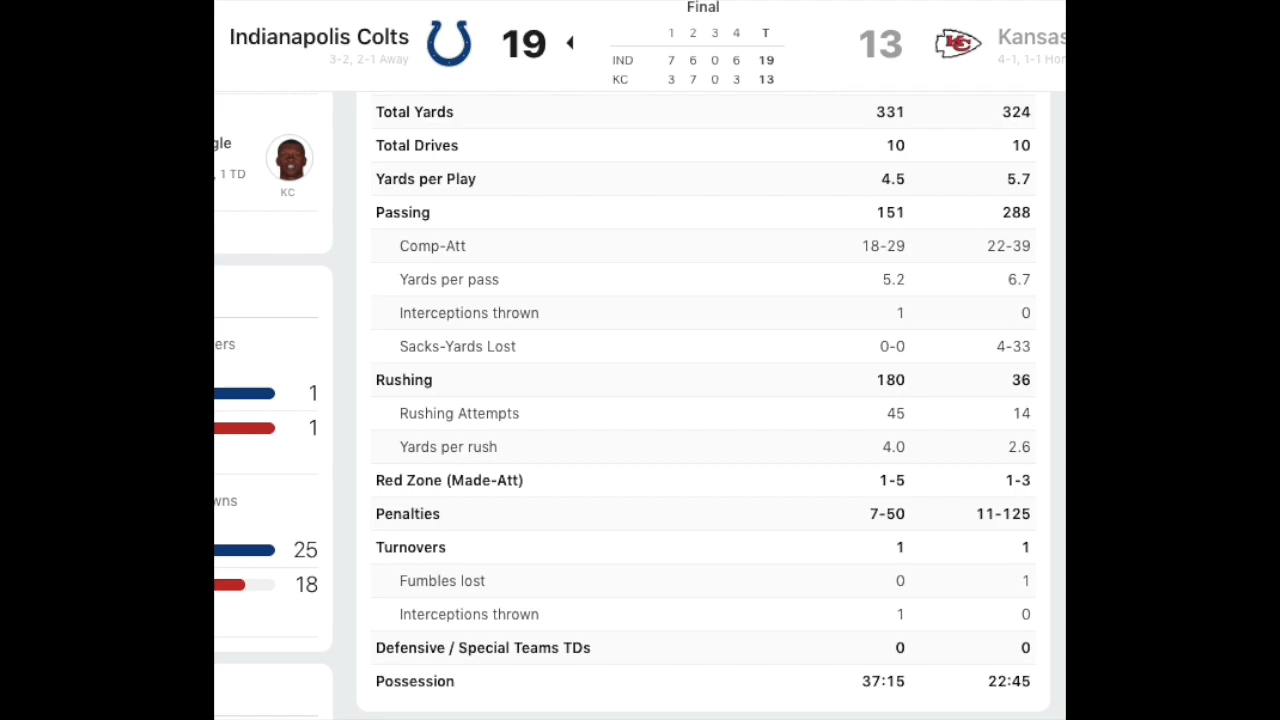 Final
Indianapolis Colts
3-2, 2-1 Away
19
1 2 3 4 T
IND 7 6 0 6 19
KC 3 7 0 3 13
13
KC
Kansas
4-1, 1-1 Hor
gle
, 1 TD
KC
ers
1
1
wns
25
18
Total Yards 331 324
Total Drives 10 10
Yards per Play 4.5 5.7
Passing 151 288
Comp-Att 18-29 22-39
Yards per pass 5.2 6.7
Interceptions thrown 1 0
Sacks-Yards Lost 0-0 4-33
Rushing 180 36
Rushing Attempts 45 14
Yards per rush 4.0 2.6
Red Zone (Made-Att) 1-5 1-3
Penalties 7-50 11-125
Turnovers 1 1
Fumbles lost 0 1
Interceptions thrown 1 0
Defensive / Special Teams TDs 0 0
Possession 37:15 22:45